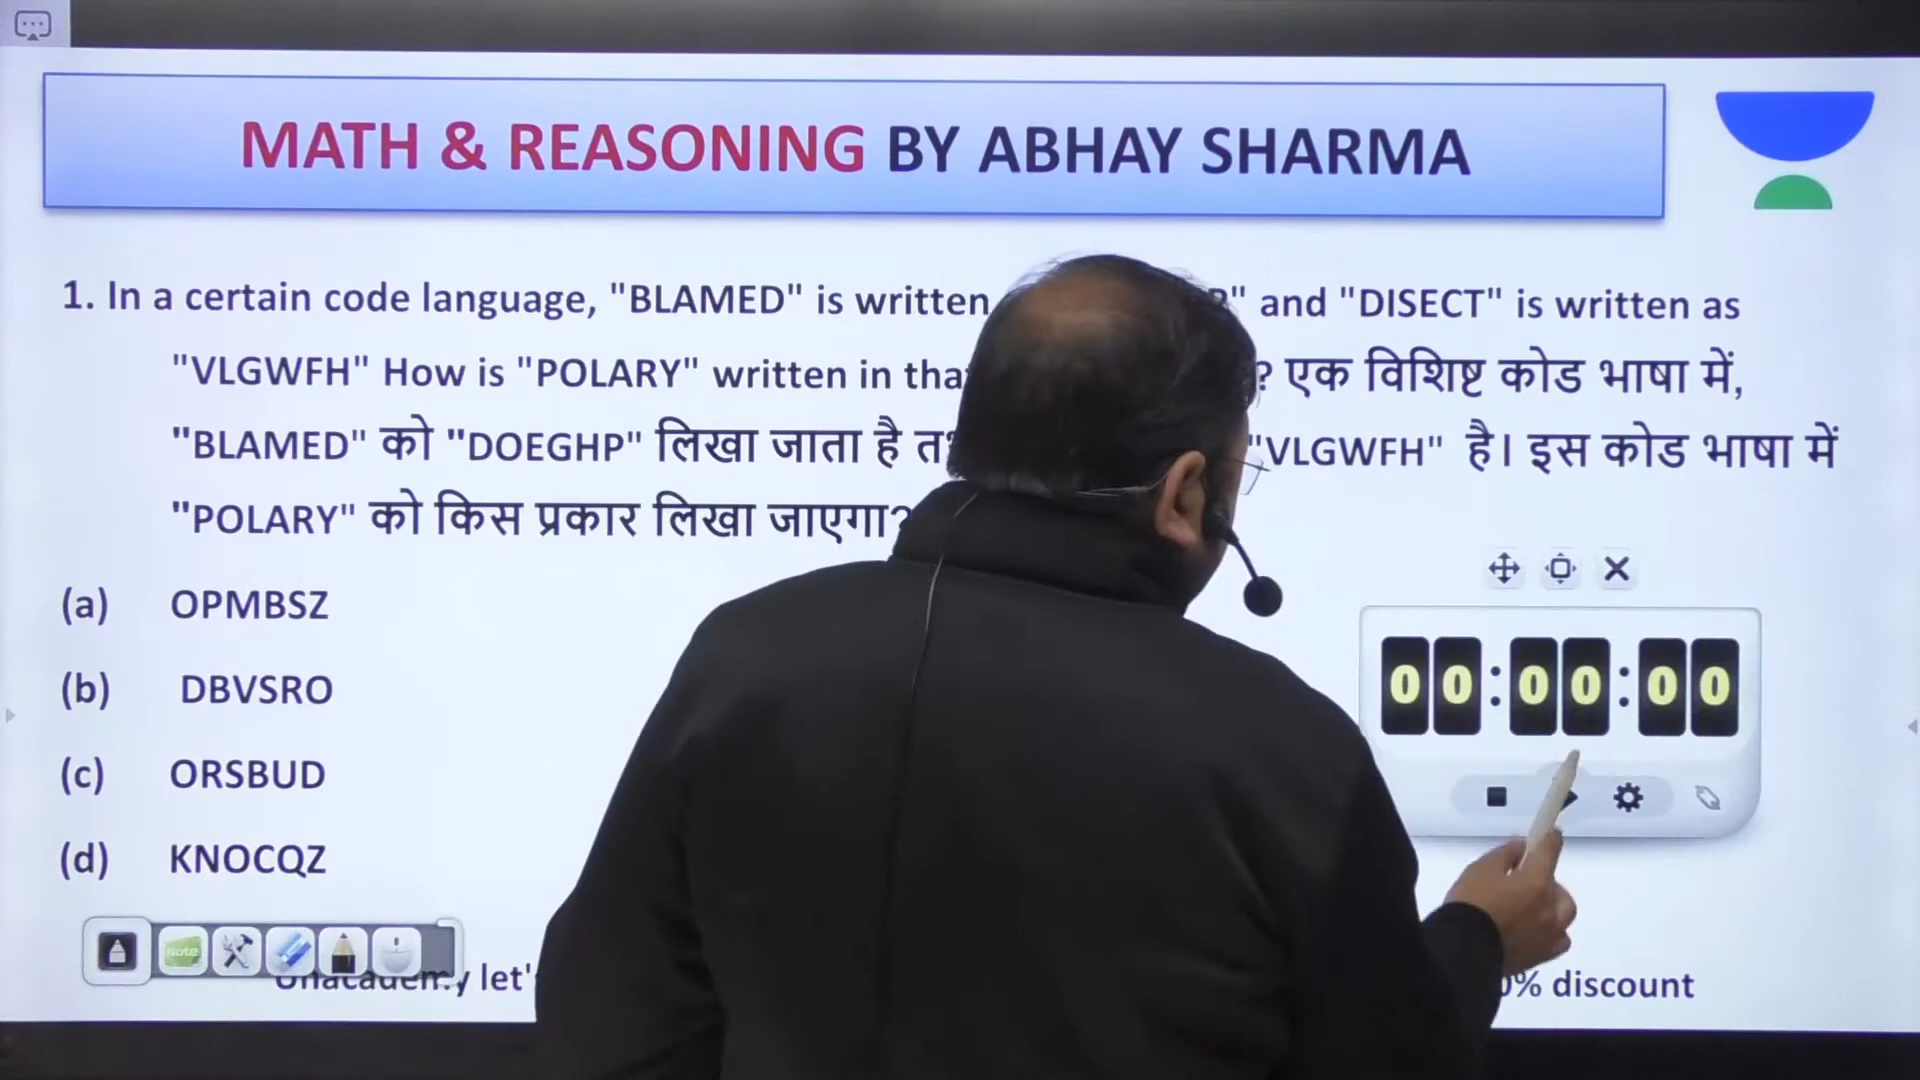 MATH & REASONING BY ABHAY SHARMA
1. In a certain code language, "BLAMED" is written " and "DISECT" is written as
"VLGWFH" How is "POLARY" written in ? एक विशिष्ट कोड भाषा में,
"BLAMED" को "DOEGHP" लिखा जाता है "VLGWFH" है। इस कोड भाषा में
"POLARY" को किस प्रकार लिखा जाएगा?
(a) OPMBSZ
(b) DBVSRO
(c) ORSBUD
(d) KNOCQZ
00:00:00
Note
Unacademy let' % discount